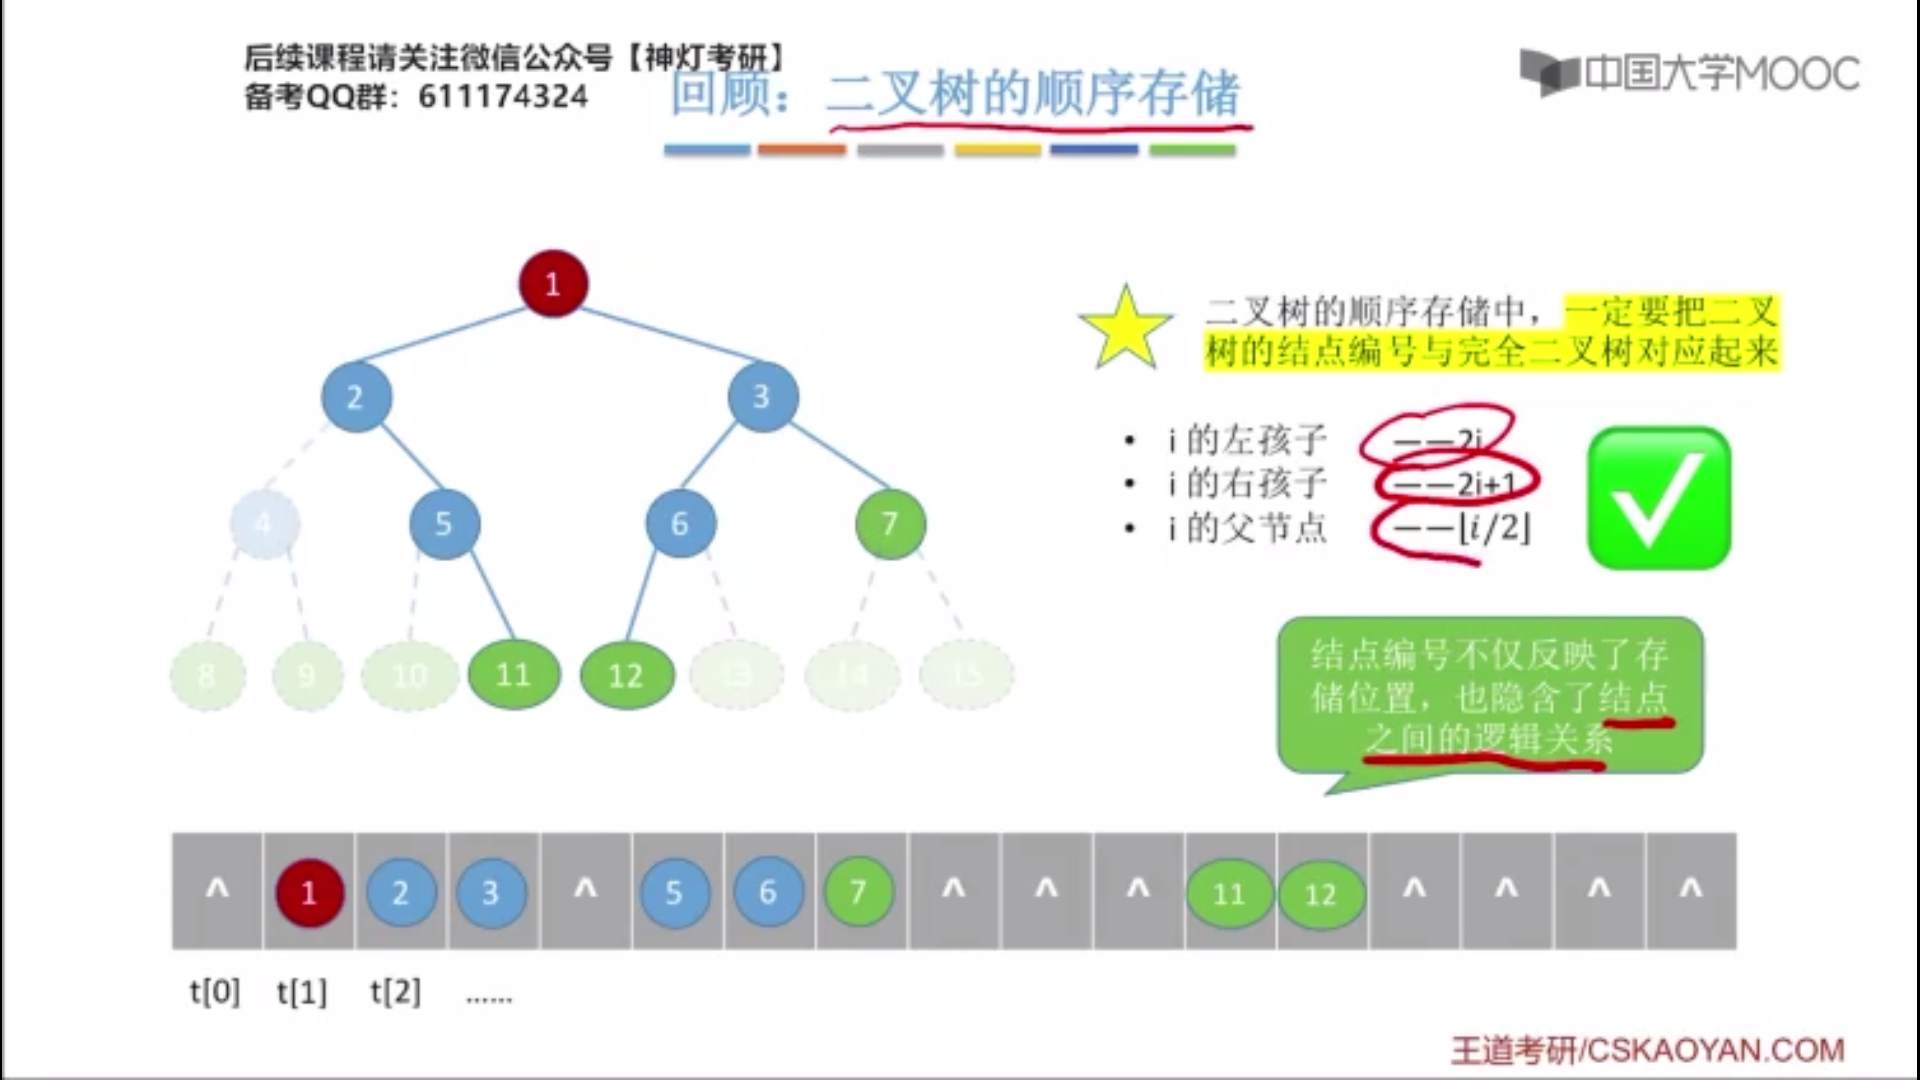 后续课程请关注微信公众号【神灯考研】
备考QQ群：611174324
中国大学MOOC
回顾：二叉树的顺序存储
1
2
3
4
5
6
7
8
9
10
11
12
13
14
15
二叉树的顺序存储中，一定要把二叉
树的结点编号与完全二叉树对应起来
• i 的左孩子 ——2i
• i 的右孩子 ——2i+1
• i 的父节点 ——⌊i/2⌋
结点编号不仅反映了存
储位置，也隐含了结点
之间的逻辑关系
^ 1 2 3 ^ 5 6 7 ^ ^ ^ 11 12 ^ ^ ^ ^
t[0] t[1] t[2] ……
王道考研/CSKAOYAN.COM